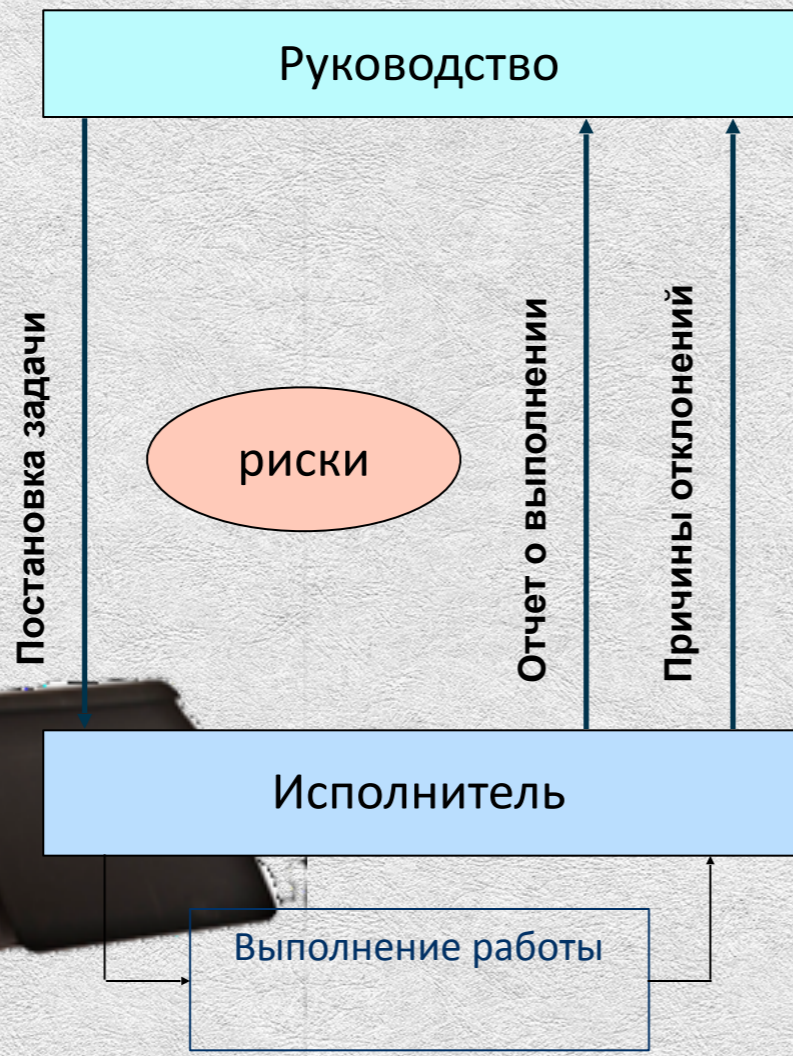 Руководство
Постановка задачи
риски
Отчет о выполнении
Причины отклонений
Исполнитель
Выполнение работы